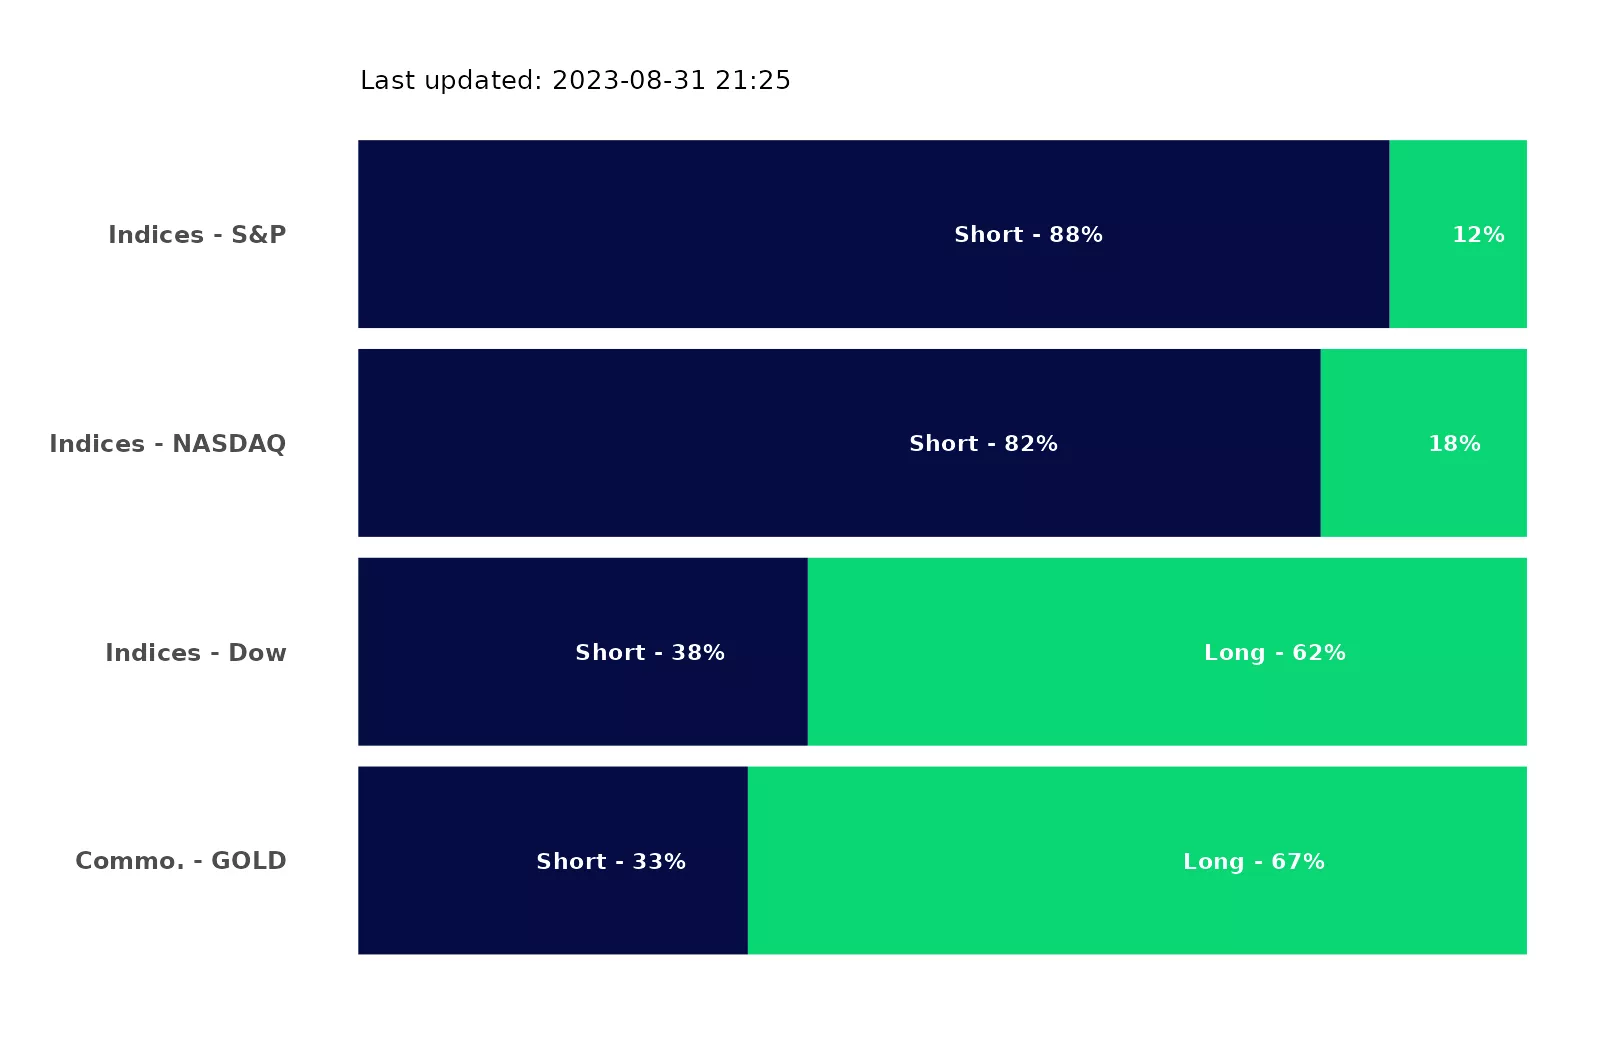 Last updated: 2023-08-31 21:25
Indices - S&P
Short - 88%
12%
Indices - NASDAQ
Short - 82%
18%
Indices - Dow
Short - 38%
Long - 62%
Commo. - GOLD
Short - 33%
Long - 67%